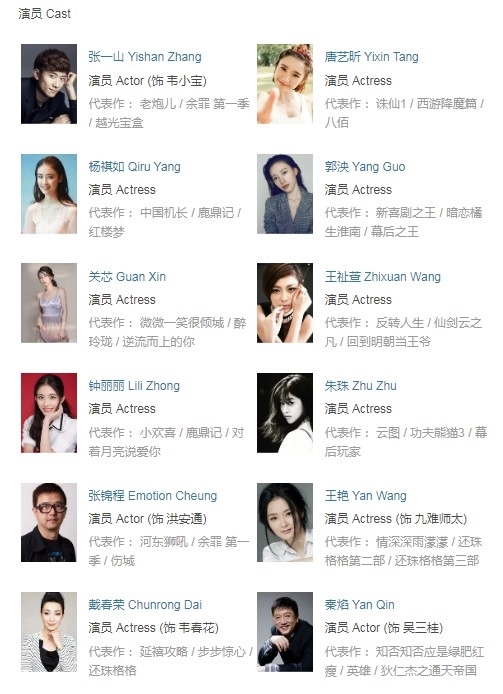 演员 Cast
张一山 Yishan Zhang
演员 Actor (饰 韦小宝)
代表作： 老炮儿 / 余罪 第一季
/ 越光宝盒
唐艺昕 Yixin Tang
演员 Actress
代表作： 诛仙1 / 西游降魔篇 /
八佰
杨祺如 Qiru Yang
演员 Actress
代表作： 中国机长 / 鹿鼎记 /
红楼梦
郭泱 Yang Guo
演员 Actress
代表作： 新喜剧之王 / 暗恋橘
生淮南 / 幕后之王
关芯 Guan Xin
演员 Actress
代表作： 微微一笑很倾城 / 醉
玲珑 / 逆流而上的你
王祉萱 Zhixuan Wang
演员 Actress
代表作： 反转人生 / 仙剑云之
凡 / 回到明朝当王爷
钟丽丽 Lili Zhong
演员 Actress
代表作： 小欢喜 / 鹿鼎记 / 对
着月亮说爱你
朱珠 Zhu Zhu
演员 Actress
代表作： 云图 / 功夫熊猫3 / 幕
后玩家
张锦程 Emotion Cheung
演员 Actor (饰 洪安通)
代表作： 河东狮吼 / 余罪 第一
季 / 伤城
王艳 Yan Wang
演员 Actress (饰 九难师太)
代表作： 情深深雨濛濛 / 还珠
格格第二部 / 还珠格格第三部
戴春荣 Chunrong Dai
演员 Actress (饰 韦春花)
代表作： 延禧攻略 / 步步惊心 /
还珠格格
秦焰 Yan Qin
演员 Actor (饰 吴三桂)
代表作： 知否知否应是绿肥红
瘦 / 英雄 / 狄仁杰之通天帝国